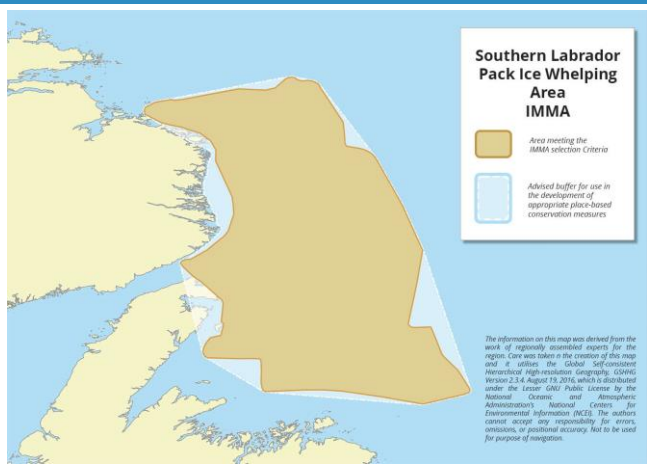 Southern Labrador
Pack Ice Whelping
Area
IMMA
Area meeting the
IMMA selection Criteria
Advised buffer for use in
the development of
appropriate place-based
conservation measures
The information on this map was derived from the
work of regionally assembled experts for the
region. Care was taken n the creation of this map
and it utilises the Global Self-consistent
Hierarchical High-resolution Geography, GSHHG
Version 2.3.4. August 19, 2016, which is distributed
under the Lesser GNU Public License by the
National Oceanic and Atmospheric
Administration's National Centers for
Environmental Information (NCEI). The authors
cannot accept any responsibility for errors,
omissions, or positional accuracy. Not to be used
for purpose of navigation.